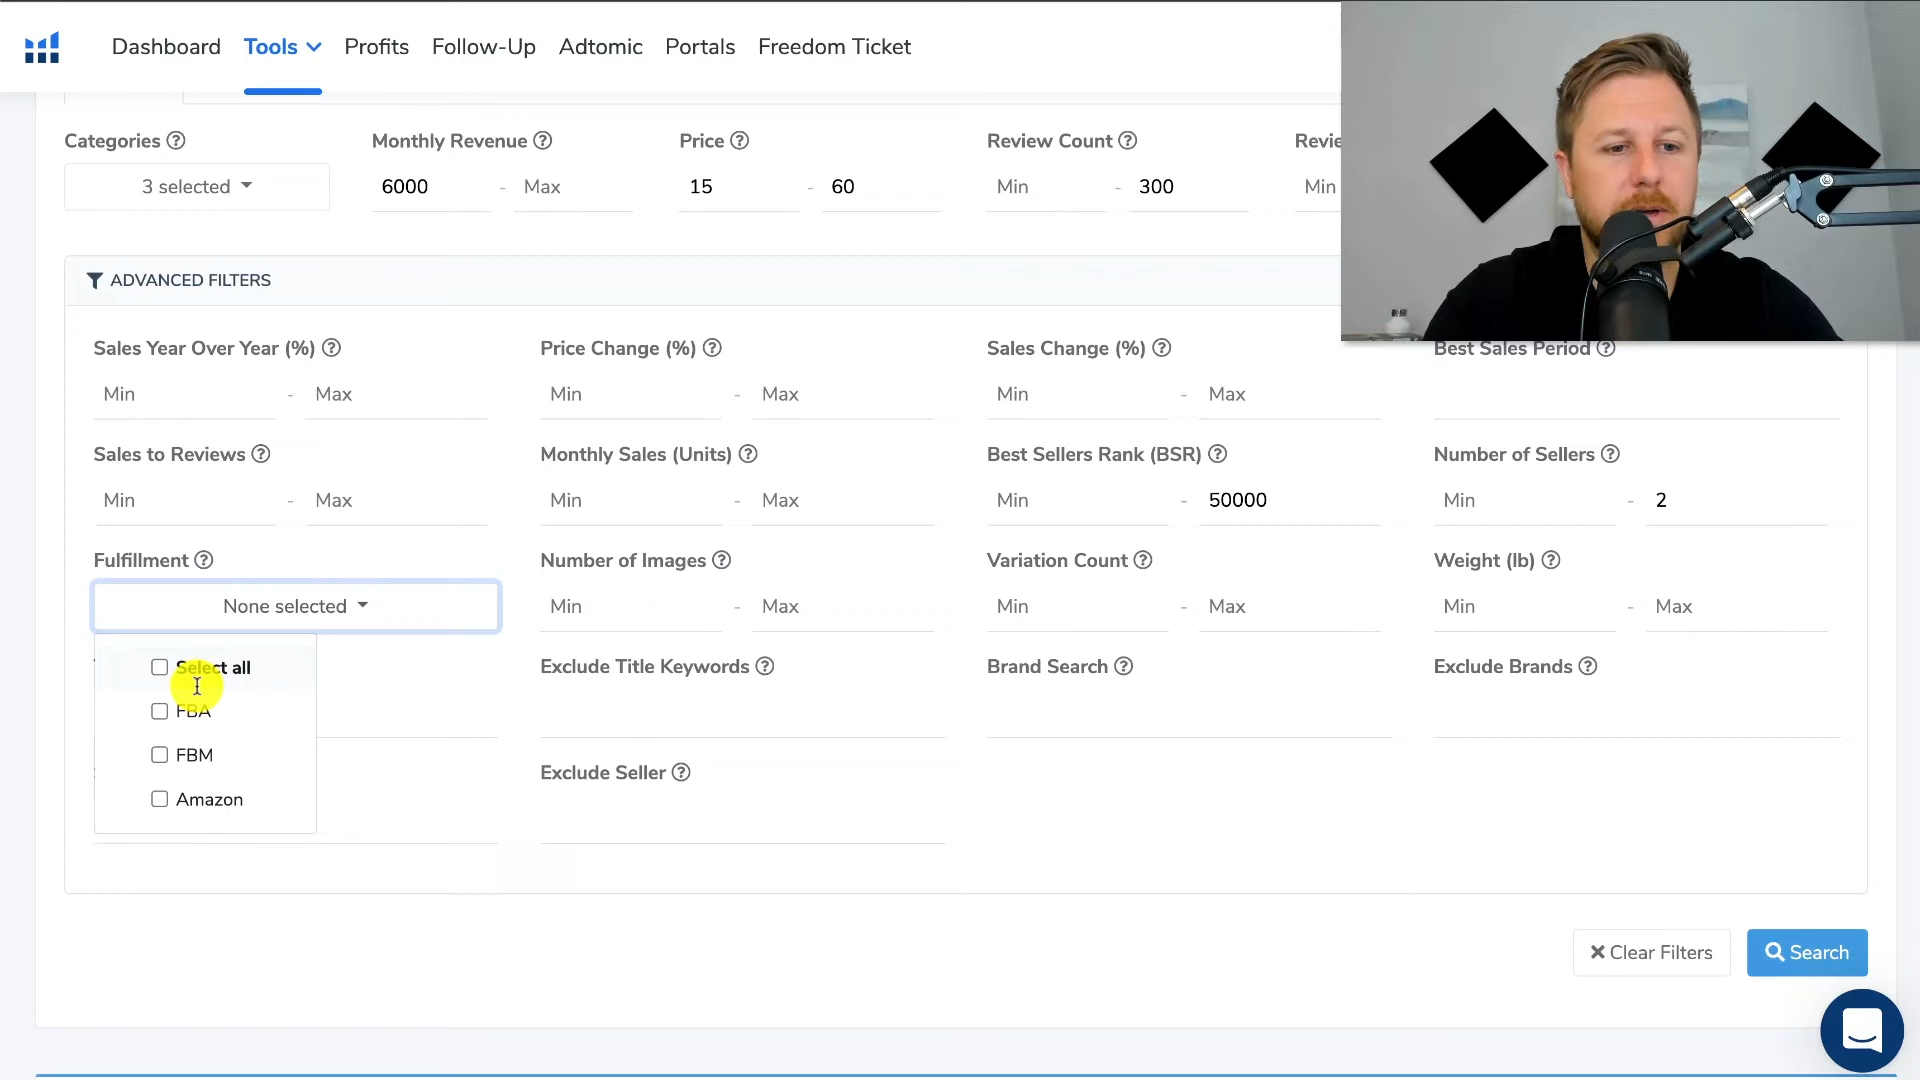 Dashboard Tools Profits Follow-Up Adtomic Portals Freedom Ticket
Categories Monthly Revenue Price Review Count
3 selected 6000 - Max 15 - 60 Min - 300 Min
ADVANCED FILTERS
Sales Year Over Year (%) Price Change (%) Sales Change (%) Best Sales Period
Min - Max Min - Max Min - Max
Sales to Reviews Monthly Sales (Units) Best Sellers Rank (BSR) Number of Sellers
Min - Max Min - Max Min - 50000 Min - 2
Fulfillment Number of Images Variation Count Weight (lb)
None selected Min - Max Min - Max Min - Max
Select all Exclude Title Keywords Brand Search Exclude Brands
FBA
FBM
Exclude Seller
Amazon
Clear Filters Search